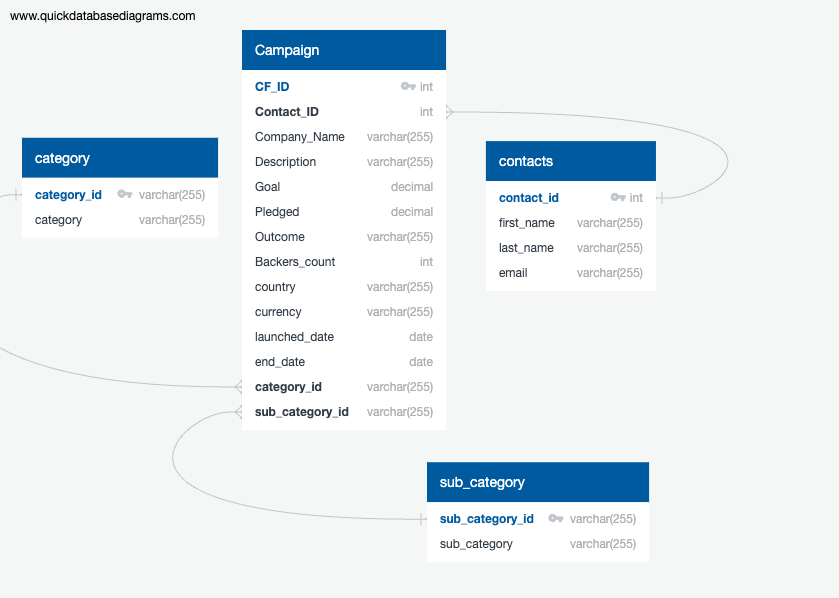 www.quickdatabasediagrams.com
Campaign
CF_ID int
Contact_ID int
Company_Name varchar(255)
Description varchar(255)
Goal decimal
Pledged decimal
Outcome varchar(255)
Backers_count int
country varchar(255)
currency varchar(255)
launched_date date
end_date date
category_id varchar(255)
sub_category_id varchar(255)
category
category_id varchar(255)
category varchar(255)
contacts
contact_id int
first_name varchar(255)
last_name varchar(255)
email varchar(255)
sub_category
sub_category_id varchar(255)
sub_category varchar(255)